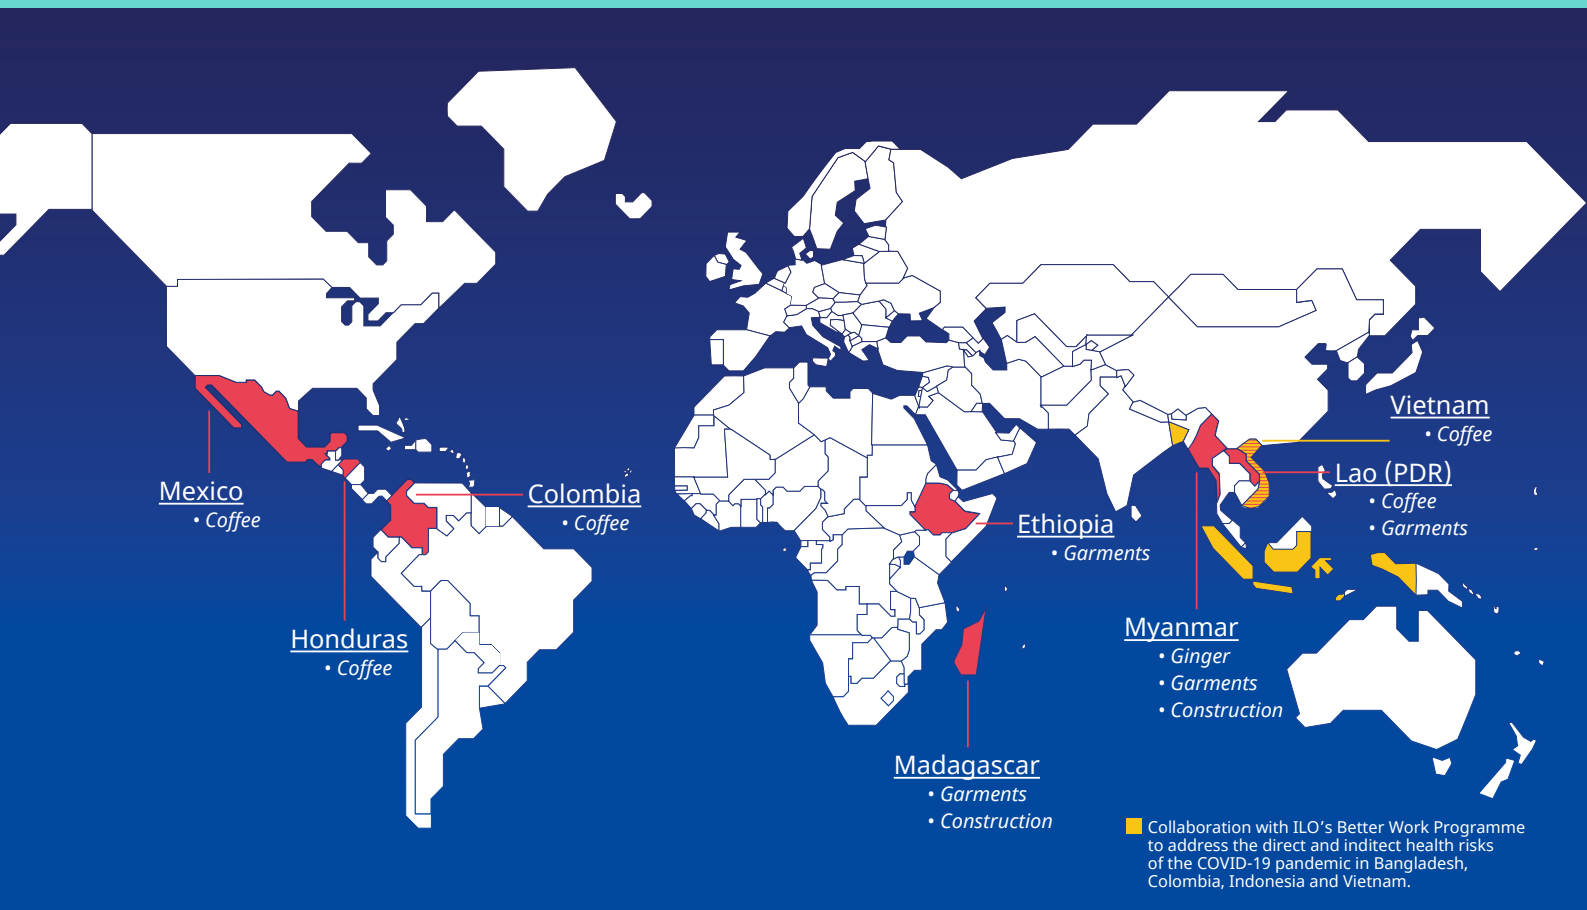 Vietnam
• Coffee
Lao (PDR)
• Coffee
• Garments
Mexico
• Coffee
Colombia
• Coffee
Ethiopia
• Garments
Honduras
• Coffee
Myanmar
• Ginger
• Garments
• Construction
Madagascar
• Garments
• Construction
Collaboration with ILO’s Better Work Programme
to address the direct and inditect health risks
of the COVID-19 pandemic in Bangladesh,
Colombia, Indonesia and Vietnam.